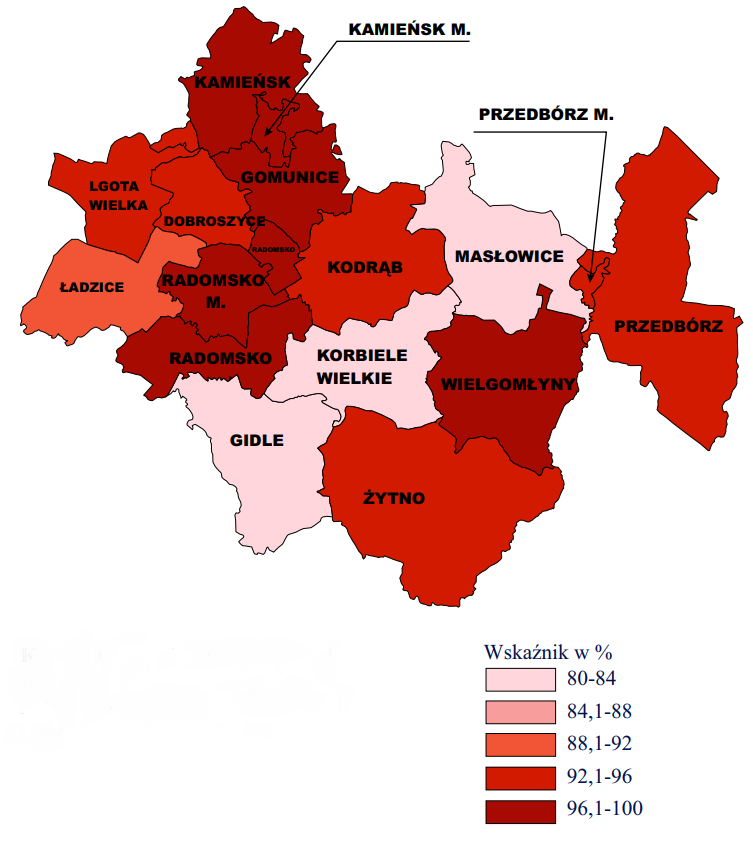 KAMIEŃSK M.
KAMIEŃSK
PRZEDBÓRZ M.
GOMUNICE
LGOTA
WIELKA
DOBROSZYCE
RADOMSKO
MASŁOWICE
KODRĄB
ŁADZICE
RADOMSKO
M.
PRZEDBÓRZ
RADOMSKO
KORBIELE
WIELKIE
WIELGOMŁYNY
GIDLE
ŻYTNO
Wskaźnik w %
80-84
84,1-88
88,1-92
92,1-96
96,1-100